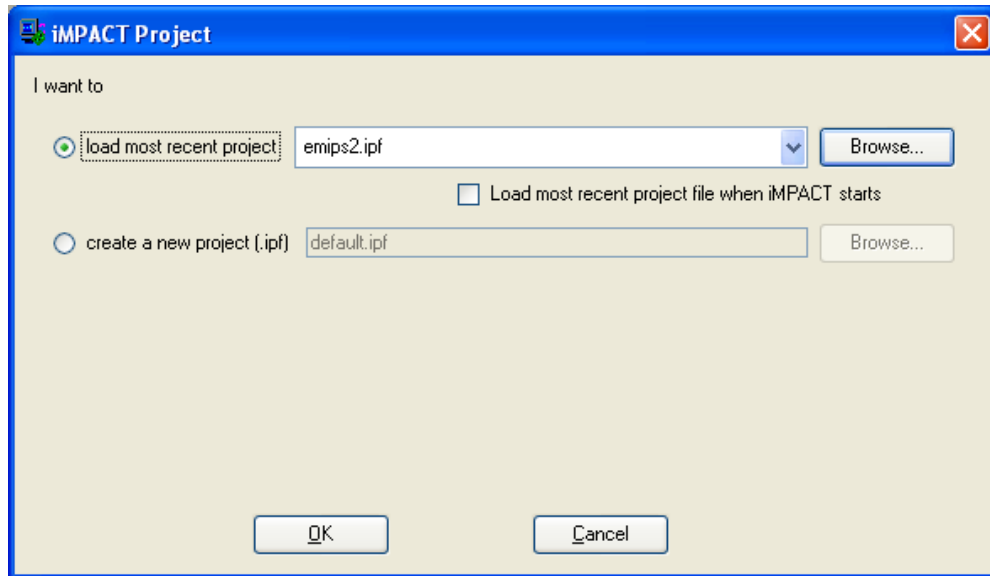 iMPACT Project
I want to
load most recent project emips2.ipf Browse...
Load most recent project file when iMPACT starts
create a new project (.ipf) default.ipf Browse...
OK Cancel